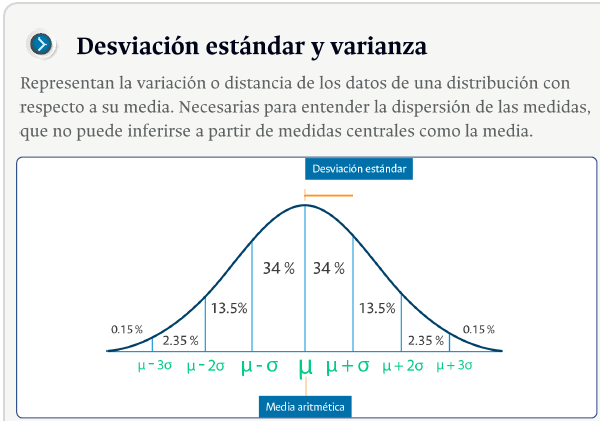 Desviación estándar y varianza
Representan la variación o distancia de los datos de una distribución con
respecto a su media. Necesarias para entender la dispersión de las medidas,
que no puede inferirse a partir de medidas centrales como la media.
Desviación estándar
34 % 34 %
13.5% 13.5%
0.15 % 0.15 %
2.35 % 2.35 %
μ – 3σ μ – 2σ μ - σ μ μ + σ μ + 2σ μ + 3σ
Media aritmética